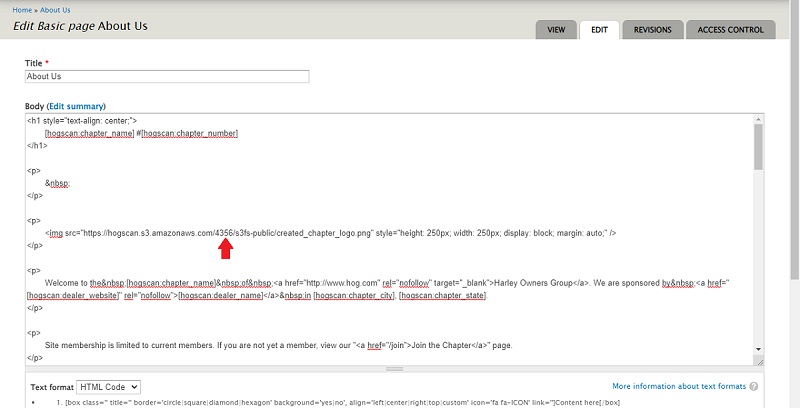 Home » About Us
Edit Basic page About Us
VIEW EDIT REVISIONS ACCESS CONTROL
Title *
About Us
Body (Edit summary)
<h1 style="text-align: center;">
[hogscan:chapter_name] #[hogscan:chapter_number]
</h1>
<p>
&nbsp;
</p>
<p>
<img src="https://hogscan.s3.amazonaws.com/4356/s3fs-public/created_chapter_logo.png" style="height: 250px; width: 250px; display: block; margin: auto;" />
</p>
<p>
Welcome to the&nbsp;[hogscan:chapter_name]&nbsp;of&nbsp;<a href="http://www.hog.com" rel="nofollow" target="_blank">Harley Owners Group</a>. We are sponsored by&nbsp;<a href="
[hogscan:dealer_website]" rel="nofollow">[hogscan:dealer_name]</a>&nbsp;in [hogscan:chapter_city], [hogscan:chapter_state].
</p>
<p>
Site membership is limited to current members. If you are not yet a member, view our "<a href="/join">Join the Chapter</a>" page.
</p>
Text format HTML Code
More information about text formats
1. [box class='' title='' border='circle|square|diamond|hexagon' background='yes|no', align='left|center|right|top|custom' icon='fa fa-ICON' link='']Content here[/box]